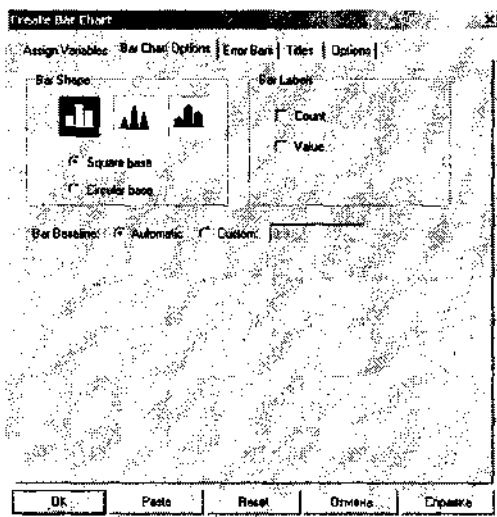 Create Bar Chart
Assign Variables Bar Chart Options Error Bars Titles Options
Bar Shape
Bar Labels
Count
Value
Square base
Circular base
Bar Baseline: Automatic Custom:
OK Paste Reset Отмена Справка